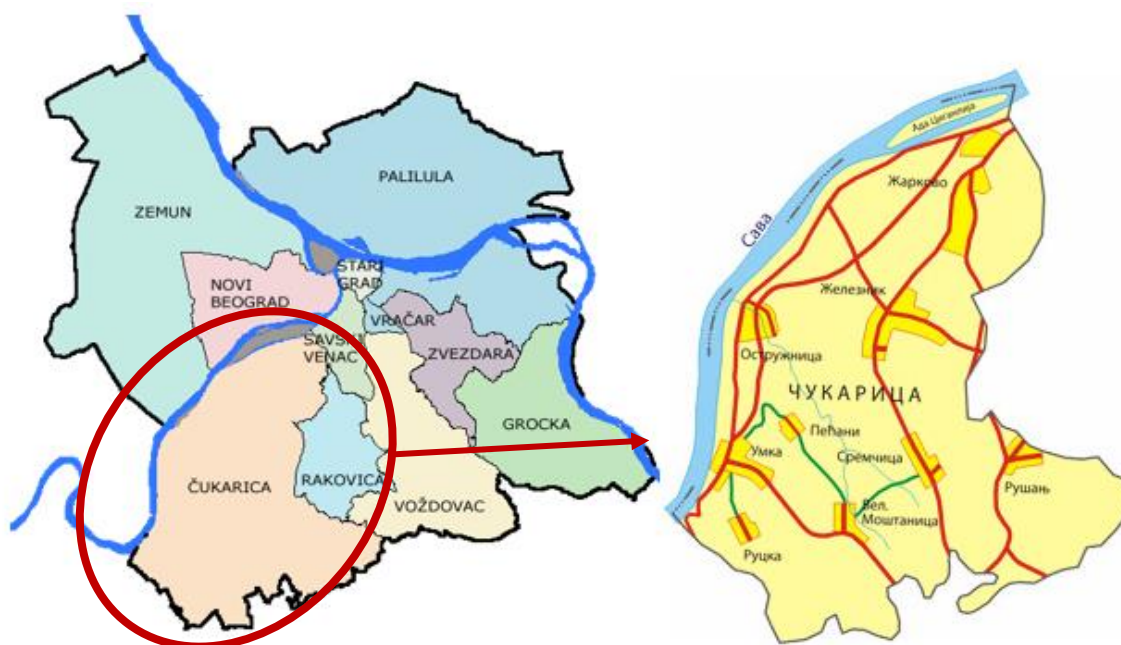 PALILULA
ZEMUN
STARI
GRAD
NOVI
BEOGRAD
VRAČAR
SAVSKI
VENAC
ZVEZDARA
GROCKA
ČUKARICA
RAKOVICA
VOŽDOVAC
Ада Циганлија
Жарково
Сава
Железник
Остружница
ЧУКАРИЦА
Пећани
Умка
Сремчица
Рушањ
Вел.
Моштаница
Руцка